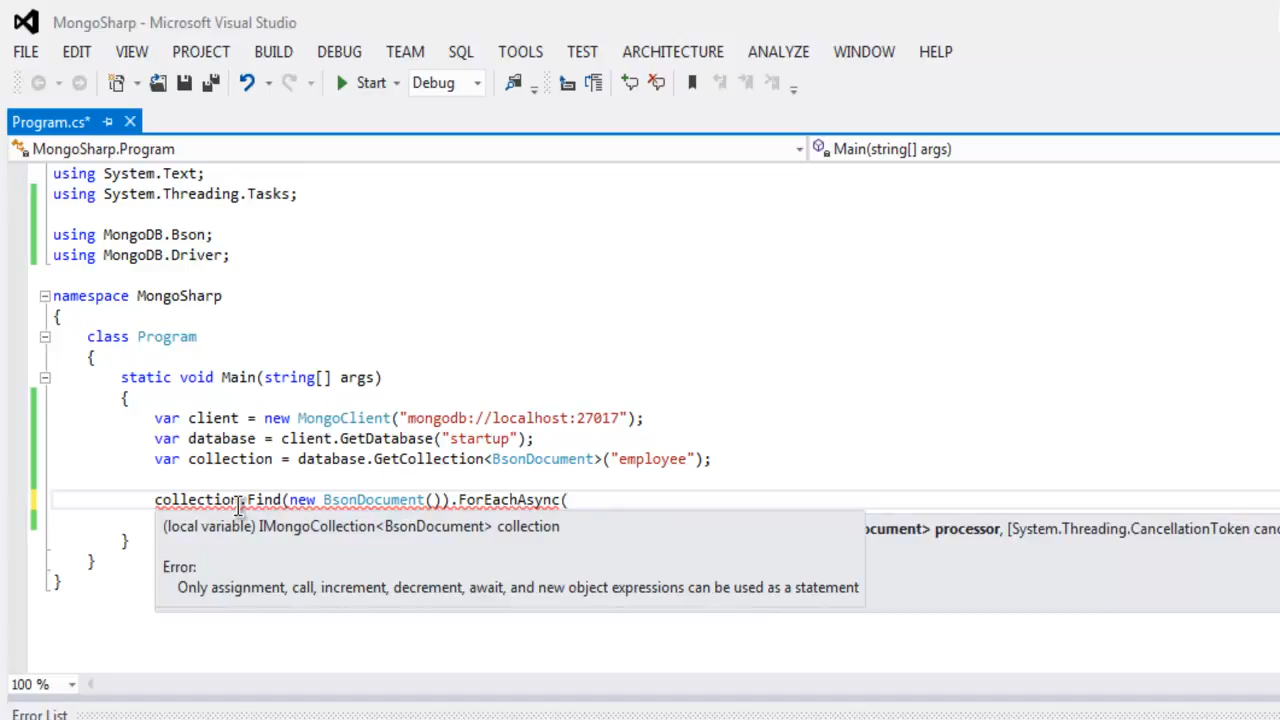 MongoSharp - Microsoft Visual Studio
FILE EDIT VIEW PROJECT BUILD DEBUG TEAM SQL TOOLS TEST ARCHITECTURE ANALYZE WINDOW HELP
Start Debug
Program.cs*
MongoSharp.Program Main(string[] args)
using System.Text;
using System.Threading.Tasks;
using MongoDB.Bson;
using MongoDB.Driver;
namespace MongoSharp
{
class Program
{
static void Main(string[] args)
{
var client = new MongoClient("mongodb://localhost:27017");
var database = client.GetDatabase("startup");
var collection = database.GetCollection<BsonDocument>("employee");
collection.Find(new BsonDocument()).ForEachAsync(
(local variable) IMongoCollection<BsonDocument> collection
ocument> processor, [System.Threading.CancellationToken canc
}
Error:
}
Only assignment, call, increment, decrement, await, and new object expressions can be used as a statement
}
100 %
Error List